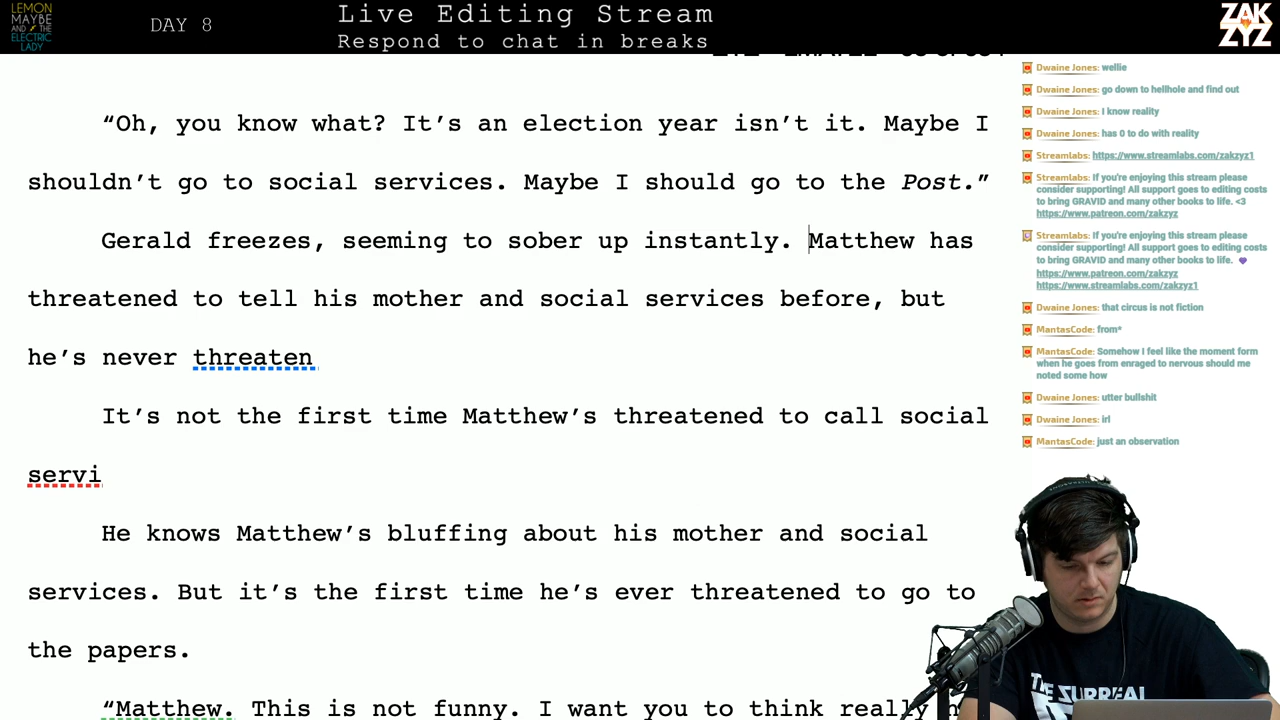 LEMON
MAYBE
AND THE
ELECTRIC
LADY
DAY 8
Live Editing Stream
Respond to chat in breaks
ZAK
ZYZ
“Oh, you know what? It’s an election year isn’t it. Maybe I
shouldn’t go to social services. Maybe I should go to the Post.”
Gerald freezes, seeming to sober up instantly. Matthew has
threatened to tell his mother and social services before, but
he’s never threaten
It’s not the first time Matthew’s threatened to call social
servi
He knows Matthew’s bluffing about his mother and social
services. But it’s the first time he’s ever threatened to go to
the papers.
“Matthew. This is not funny. I want you to think really
Dwaine Jones: wellie
Dwaine Jones: go down to hellhole and find out
Dwaine Jones: I know reality
Dwaine Jones: has 0 to do with reality
Streamlabs: https://www.streamlabs.com/zakzyz1
Streamlabs: If you're enjoying this stream please
consider supporting! All support goes to editing costs
to bring GRAVID and many other books to life. <3
https://www.patreon.com/zakzyz
Streamlabs: If you're enjoying this stream please
consider supporting! All support goes to editing costs
to bring GRAVID and many other books to life. 💜
https://www.patreon.com/zakzyz
https://www.streamlabs.com/zakzyz1
Dwaine Jones: that circus is not fiction
MantasCode: from*
MantasCode: Somehow I feel like the moment form
when he goes from enraged to nervous should me
noted some how
Dwaine Jones: utter bullshit
Dwaine Jones: irl
MantasCode: just an observation
THE SURREAL